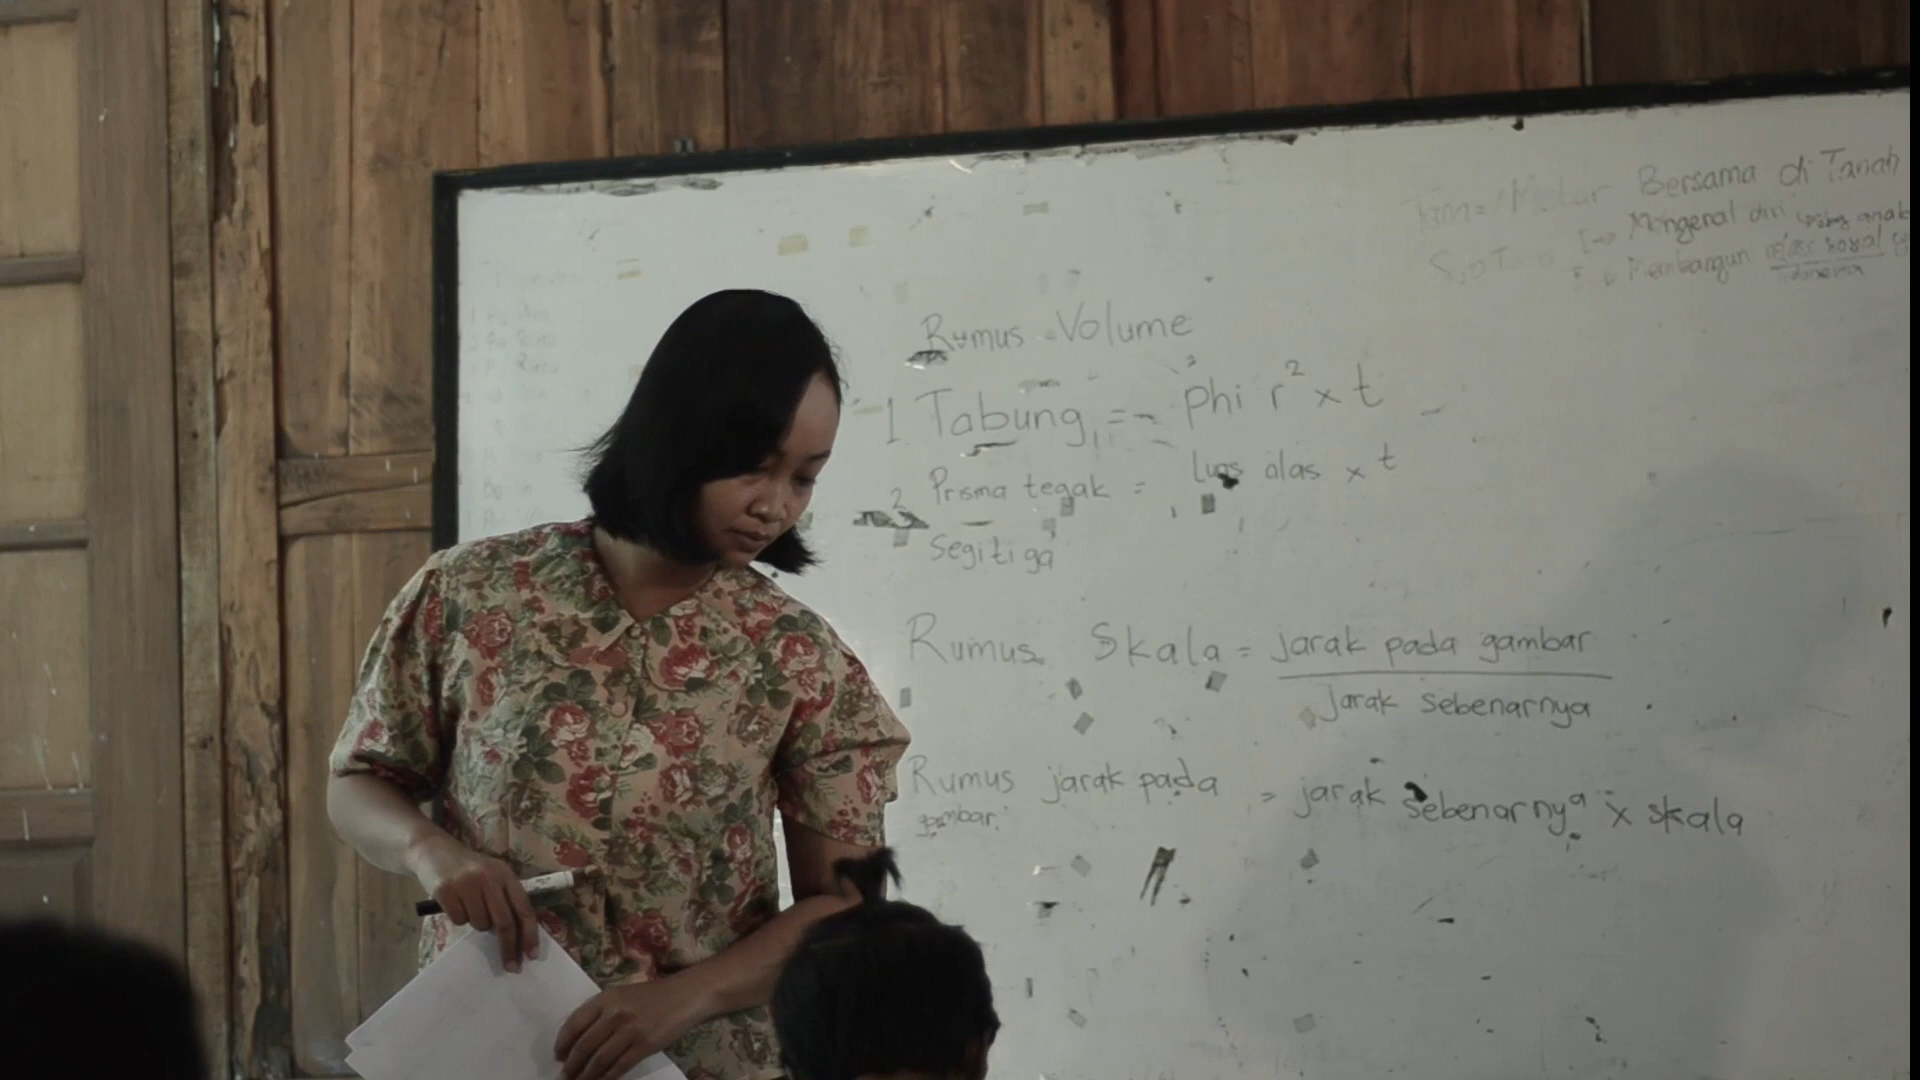 Bersama di Tanah
Mengenal diri
Membangun
Rumus Volume
1 Tabung = phi r² x t
2 Prisma tegak = luas alas x t
Segitiga
Rumus Skala = jarak pada gambar
jarak sebenarnya
Rumus jarak pada = jarak sebenarnya x skala
gambar